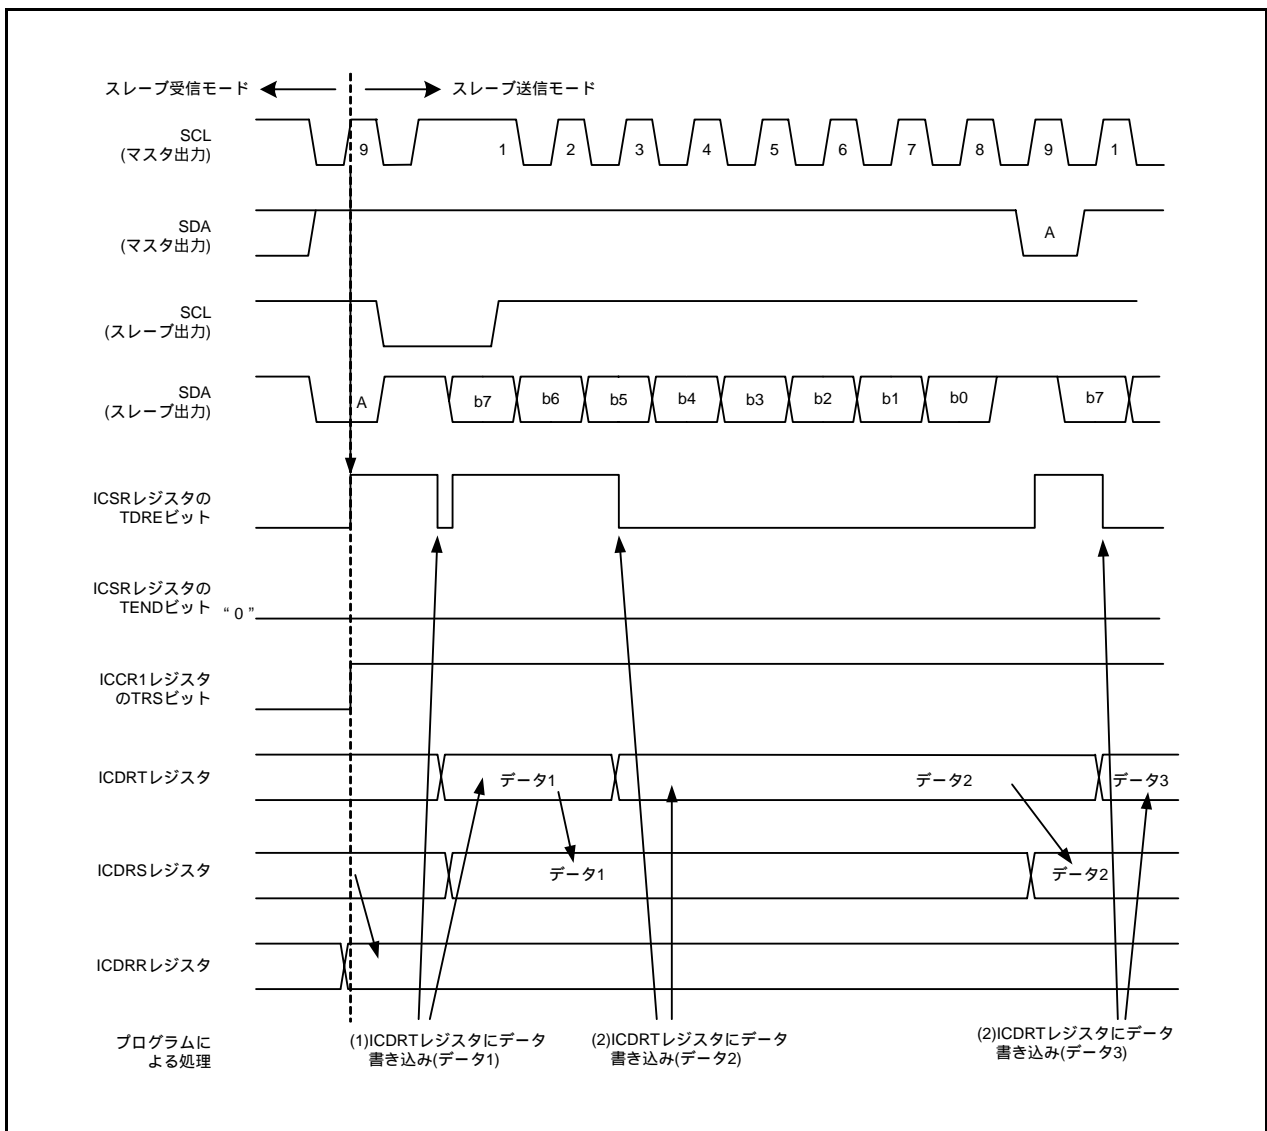 スレーブ受信モード
スレーブ送信モード
SCL
(マスタ出力)
9 1 2 3 4 5 6 7 8 9 1
SDA
(マスタ出力)
A
SCL
(スレーブ出力)
SDA
(スレーブ出力)
A b7 b6 b5 b4 b3 b2 b1 b0 b7
ICSRレジスタの
TDREビット
ICSRレジスタの
TENDビット
“ 0 ”
ICCR1レジスタ
のTRSビット
ICDRTレジスタ
データ1 データ2 データ3
ICDRSレジスタ
データ1 データ2
ICDRRレジスタ
プログラムに
よる処理
(1)ICDRTレジスタにデータ
書き込み(データ1)
(2)ICDRTレジスタにデータ
書き込み(データ2)
(2)ICDRTレジスタにデータ
書き込み(データ3)